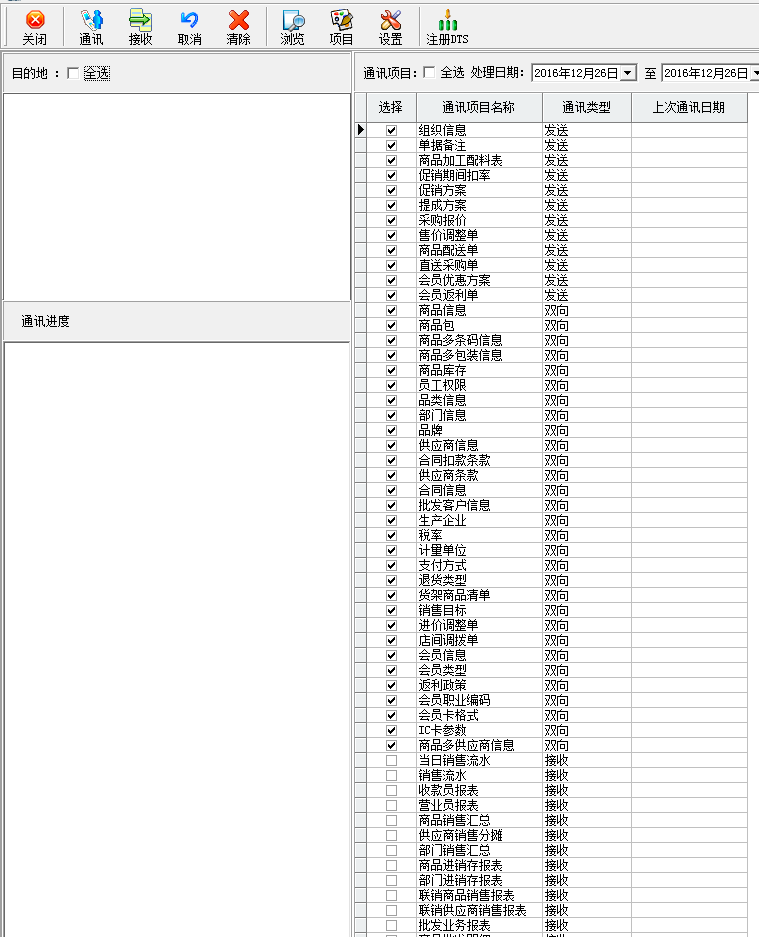 关闭 通讯 接收 取消 清除 浏览 项目 设置 注册DTS
目的地 : 全选
通讯项目: 全选 处理日期: 2016年12月26日 至 2016年12月26日
选择 通讯项目名称 通讯类型 上次通讯日期
组织信息 发送
单据备注 发送
商品加工配料表 发送
促销期间扣率 发送
促销方案 发送
提成方案 发送
采购报价 发送
售价调整单 发送
商品配送单 发送
直送采购单 发送
会员优惠方案 发送
会员返利单 发送
商品信息 双向
商品包 双向
商品多条码信息 双向
商品多包装信息 双向
商品库存 双向
员工权限 双向
品类信息 双向
部门信息 双向
品牌 双向
供应商信息 双向
合同扣款条款 双向
供应商条款 双向
合同信息 双向
批发客户信息 双向
生产企业 双向
税率 双向
计量单位 双向
支付方式 双向
退货类型 双向
货架商品清单 双向
销售目标 双向
进价调整单 双向
店间调拨单 双向
会员信息 双向
会员类型 双向
返利政策 双向
会员职业编码 双向
会员卡格式 双向
IC卡参数 双向
商品多供应商信息 双向
当日销售流水 接收
销售流水 接收
收款员报表 接收
营业员报表 接收
商品销售汇总 接收
供应商销售分摊 接收
部门销售汇总 接收
商品进销存报表 接收
部门进销存报表 接收
联销商品销售报表 接收
联销供应商销售报表 接收
批发业务报表 接收
通讯进度